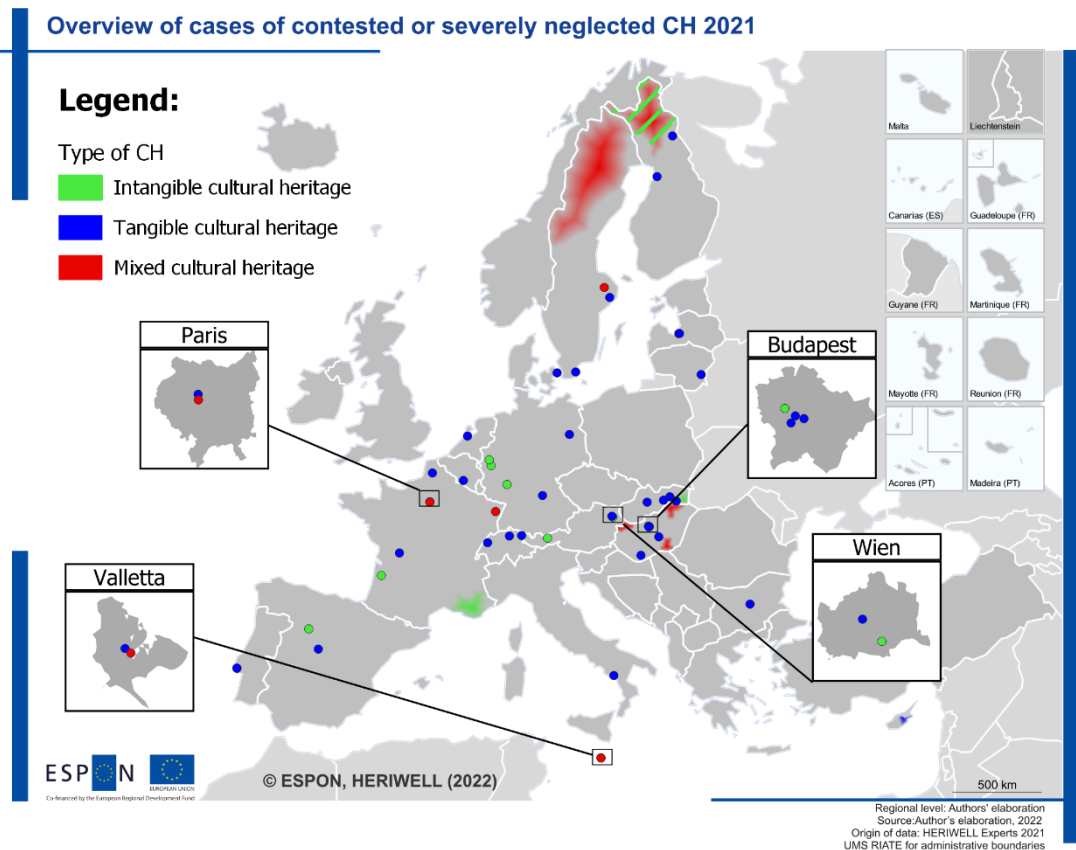 Overview of cases of contested or severely neglected CH 2021
Legend:
Type of CH
Intangible cultural heritage
Tangible cultural heritage
Mixed cultural heritage
Malta
Liechtenstein
Canarias (ES)
Guadeloupe (FR)
Guyane (FR)
Martinique (FR)
Mayotte (FR)
Reunion (FR)
Acores (PT)
Madeira (PT)
Paris
Budapest
Valletta
Wien
ESPON
EUROPEAN UNION
Co-financed by the European Regional Development Fund
© ESPON, HERIWELL (2022)
500 km
Regional level: Authors' elaboration
Source:Author's elaboration, 2022
Origin of data: HERIWELL Experts 2021
UMS RIATE for administrative boundaries